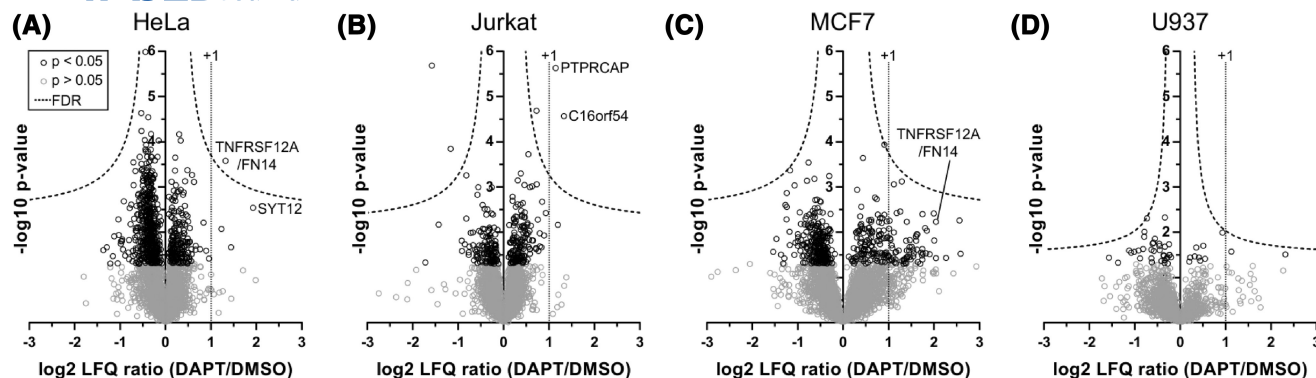 (A) HeLa (B) Jurkat (C) MCF7 (D) U937
p < 0.05
p > 0.05
FDR
-log10 p-value
6
5
4
3
2
+1
TNFRSF12A
/FN14
SYT12
-3 -2 -1 0 1 2 3
log2 LFQ ratio (DAPT/DMSO)
-log10 p-value
6
5
4
3
2
+1
PTPRCAP
C16orf54
-3 -2 -1 0 1 2 3
log2 LFQ ratio (DAPT/DMSO)
-log10 p-value
6
5
4
3
2
+1
TNFRSF12A
/FN14
-3 -2 -1 0 1 2 3
log2 LFQ ratio (DAPT/DMSO)
-log10 p-value
6
5
4
3
2
+1
-3 -2 -1 0 1 2 3
log2 LFQ ratio (DAPT/DMSO)